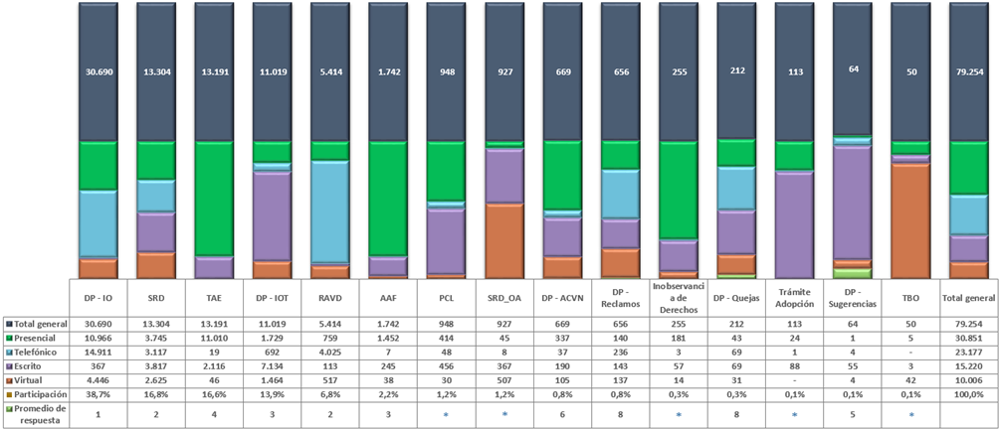 30.690 13.304 13.191 11.019 5.414 1.742 948 927 669 656 255 212 113 64 50 79.254
DP - IO SRD TAE DP - IOT RAVD AAF PCL SRD_OA DP - ACVN DP - Reclamos Inobservancia de Derechos DP - Quejas Trámite Adopción DP - Sugerencias TBO Total general
Total general 30.690 13.304 13.191 11.019 5.414 1.742 948 927 669 656 255 212 113 64 50 79.254
Presencial 10.966 3.745 11.010 1.729 759 1.452 414 45 337 140 181 43 24 1 5 30.851
Telefónico 14.911 3.117 19 692 4.025 7 48 8 37 236 3 69 1 4 - 23.177
Escrito 367 3.817 2.116 7.134 113 245 456 367 190 143 57 69 88 55 3 15.220
Virtual 4.446 2.625 46 1.464 517 38 30 507 105 137 14 31 - 4 42 10.006
Participación 38,7% 16,8% 16,6% 13,9% 6,8% 2,2% 1,2% 1,2% 0,8% 0,8% 0,3% 0,3% 0,1% 0,1% 0,1% 100,0%
Promedio de respuesta 1 2 4 3 2 3 * * 6 8 * 8 * 5 *